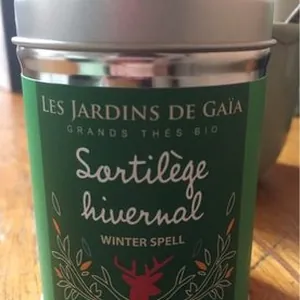 LES JARDINS DE GAÏA
GRANDS THÉS BIO
Sortilège
hivernal
WINTER SPELL